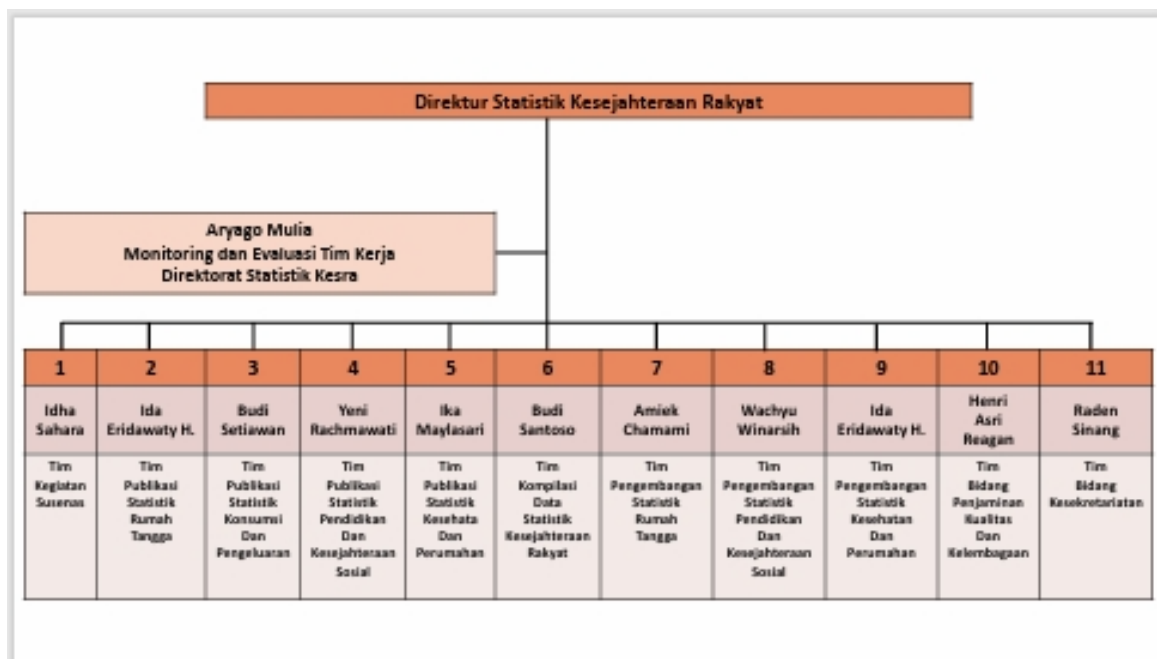 Direktur Statistik Kesejahteraan Rakyat
Aryago Mulia
Monitoring dan Evaluasi Tim Kerja
Direktorat Statistik Kesra
1
Idha
Sahara
Tim
Kegiatan
Susenas
2
Ida
Eridawaty H.
Tim
Publikasi
Statistik
Rumah
Tangga
3
Budi
Setiawan
Tim
Publikasi
Statistik
Konsumsi
Dan
Pengeluaran
4
Yeni
Rachmawati
Tim
Publikasi
Statistik
Pendidikan
Dan
Kesejahteraan
Sosial
5
Ika
Maylasari
Tim
Publikasi
Statistik
Kesehata
Dan
Perumahan
6
Budi
Santoso
Tim
Kompilasi
Data
Statistik
Kesejahteraan
Rakyat
7
Amiek
Chamami
Tim
Pengembangan
Statistik
Rumah
Tangga
8
Wachyu
Winarsih
Tim
Pengembangan
Statistik
Pendidikan
Dan
Kesejahteraan
Sosial
9
Ida
Eridawaty H.
Tim
Pengembangan
Statistik
Kesehatan
Dan
Perumahan
10
Henri
Asri
Reagan
Tim
Bidang
Penjaminan
Kualitas
Dan
Kelembagaan
11
Raden
Sinang
Tim
Bidang
Kesekretariatan